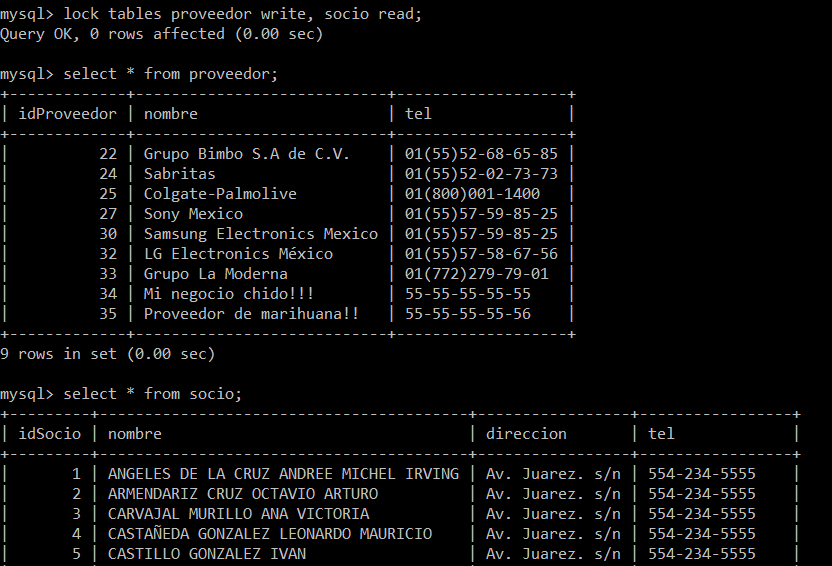 mysql> lock tables proveedor write, socio read;
Query OK, 0 rows affected (0.00 sec)
mysql> select * from proveedor;
+-------------+---------------------------+-------------------+
| idProveedor | nombre                    | tel               |
+-------------+---------------------------+-------------------+
|          22 | Grupo Bimbo S.A de C.V.   | 01(55)52-68-65-85 |
|          24 | Sabritas                  | 01(55)52-02-73-73 |
|          25 | Colgate-Palmolive         | 01(800)001-1400   |
|          27 | Sony Mexico               | 01(55)57-59-85-25 |
|          30 | Samsung Electronics Mexico | 01(55)57-59-85-25 |
|          32 | LG Electronics México     | 01(55)57-58-67-56 |
|          33 | Grupo La Moderna          | 01(772)279-79-01  |
|          34 | Mi negocio chido!!!       | 55-55-55-55-55    |
|          35 | Proveedor de marihuana!!  | 55-55-55-55-56    |
+-------------+---------------------------+-------------------+
9 rows in set (0.00 sec)
mysql> select * from socio;
+---------+----------------------------------------+-----------------+-----------------+
| idSocio | nombre                                 | direccion       | tel             |
+---------+----------------------------------------+-----------------+-----------------+
|       1 | ANGELES DE LA CRUZ ANDREE MICHEL IRVING | Av. Juarez. s/n | 554-234-5555    |
|       2 | ARMENDARIZ CRUZ OCTAVIO ARTURO         | Av. Juarez. s/n | 554-234-5555    |
|       3 | CARVAJAL MURILLO ANA VICTORIA          | Av. Juarez. s/n | 554-234-5555    |
|       4 | CASTAÑEDA GONZALEZ LEONARDO MAURICIO   | Av. Juarez. s/n | 554-234-5555    |
|       5 | CASTILLO GONZALEZ IVAN                 | Av. Juarez. s/n | 554-234-5555    |